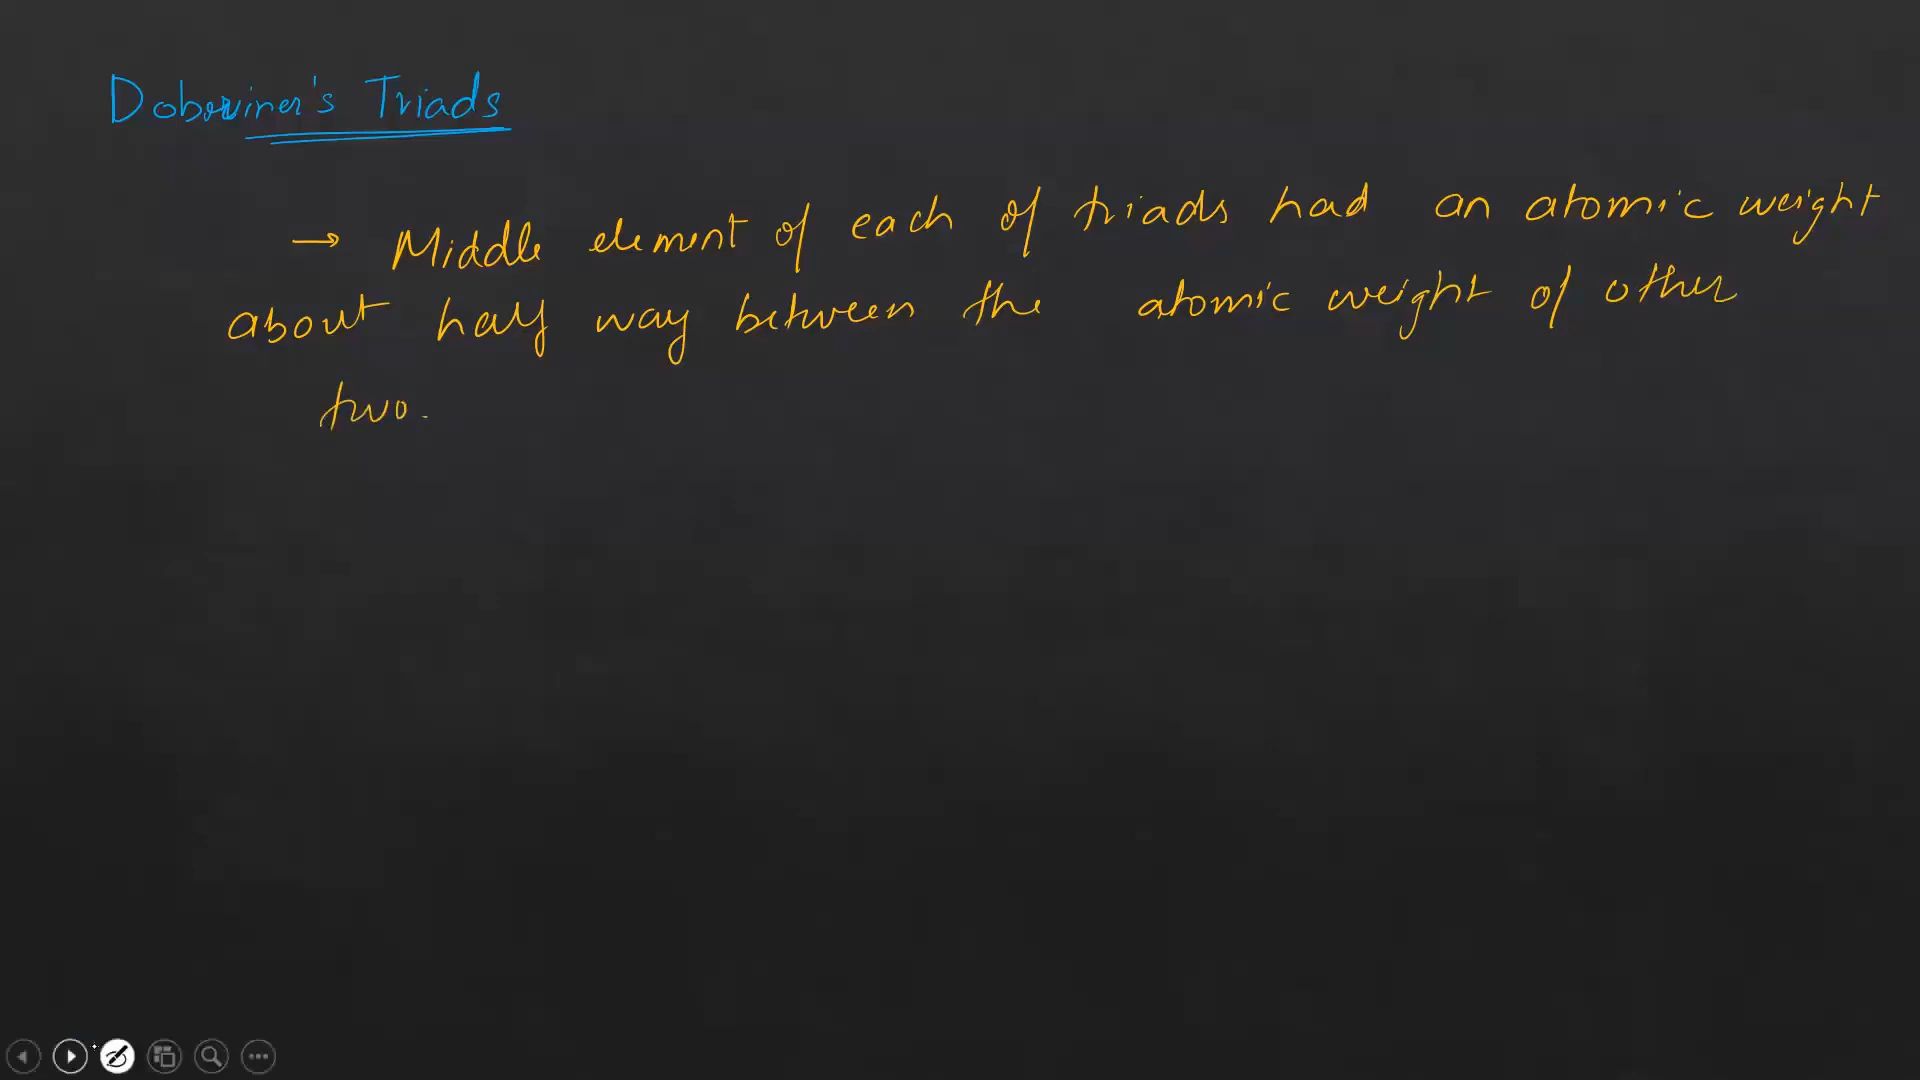 Dobereiner's Triads
→ Middle element of each of triads had an atomic weight
about half way between the atomic weight of other
two.